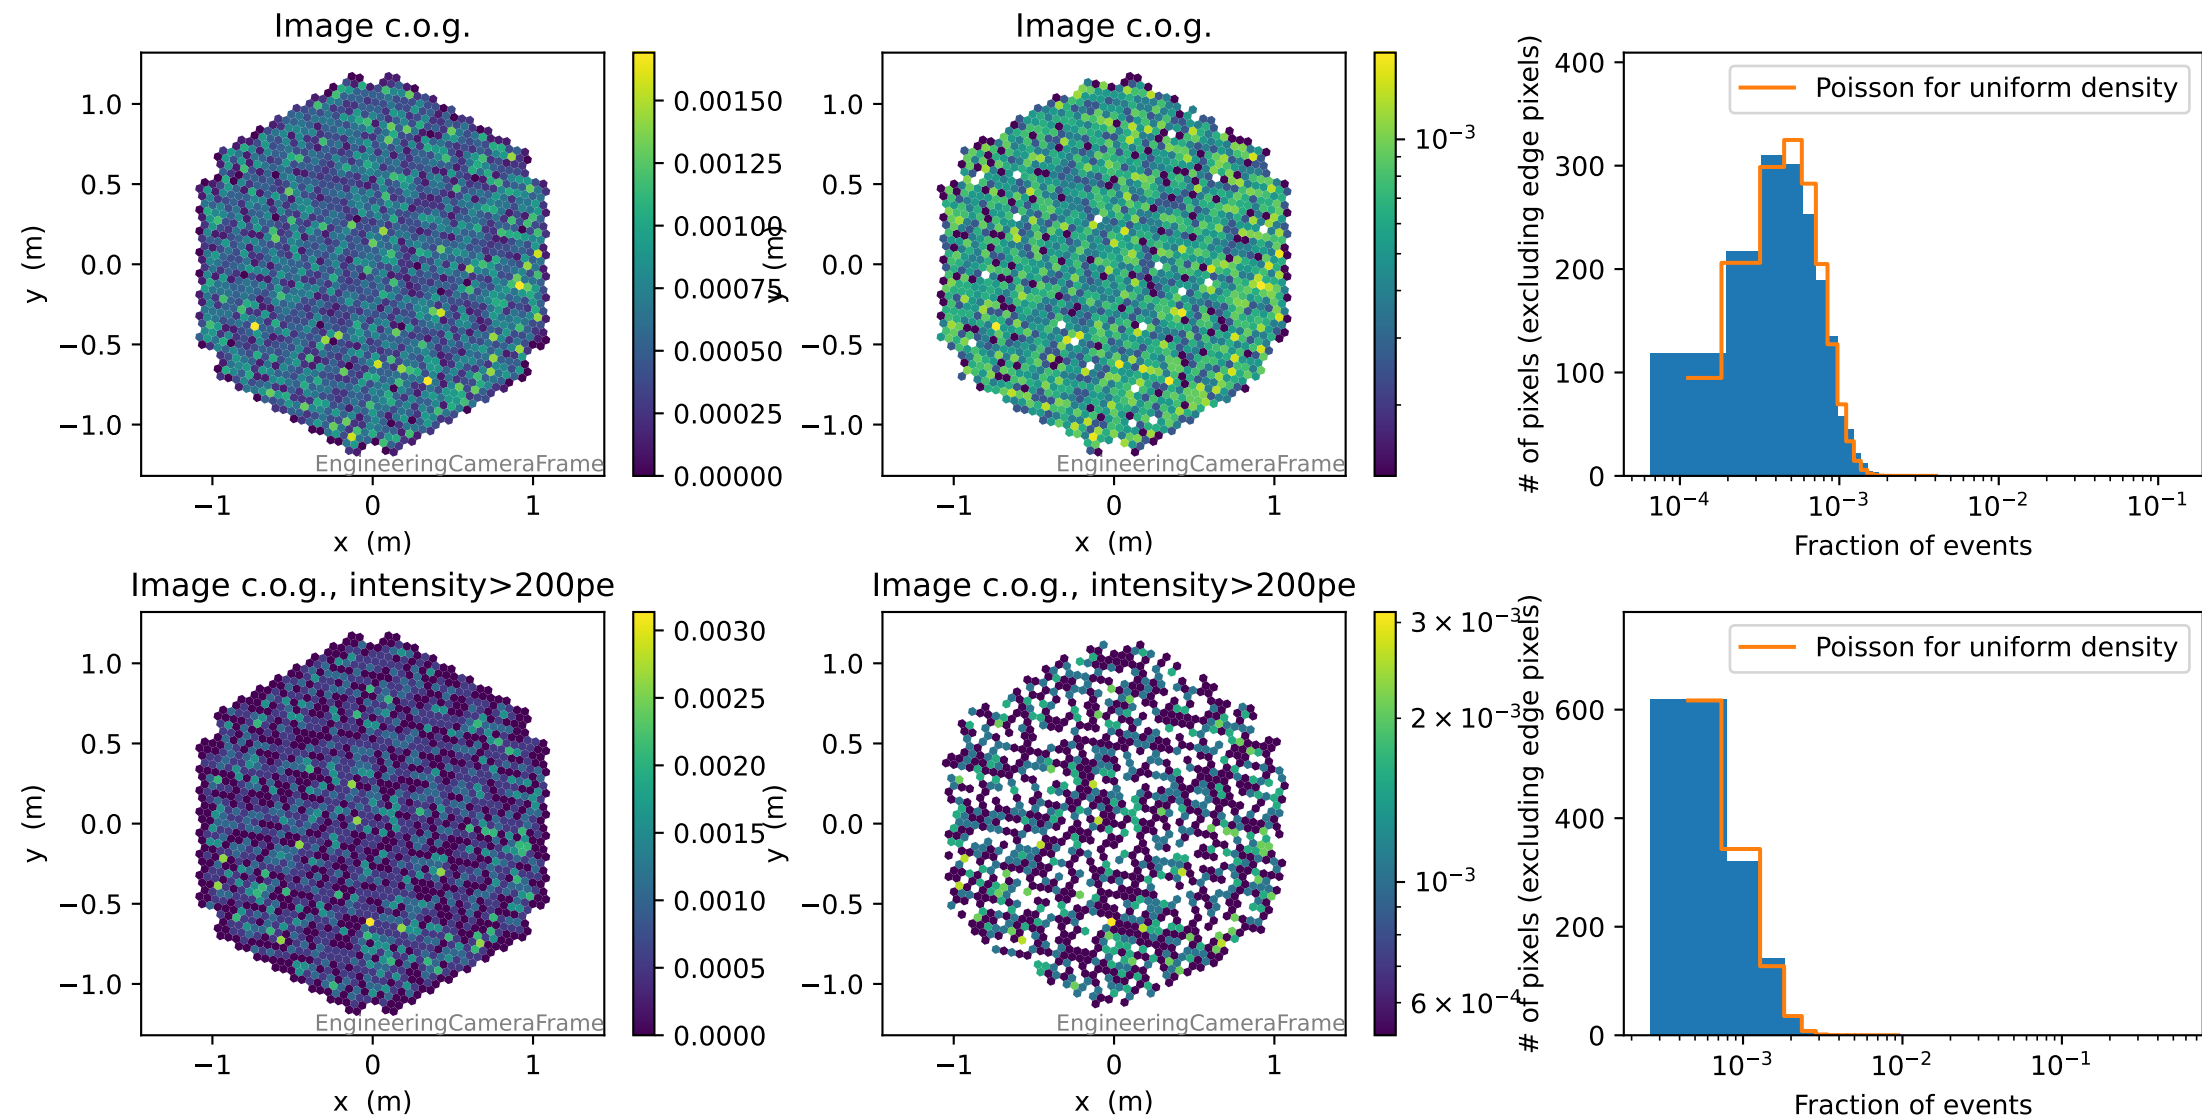 Image c.o.g.
y (m)
1.0
0.5
0.0
−0.5
−1.0
−1
0
1
x (m)
EngineeringCameraFrame
0.00150
0.00125
0.00100
0.00075
0.00050
0.00025
0.00000
Image c.o.g.
y (m)
1.0
0.5
0.0
−0.5
−1.0
−1
0
1
x (m)
EngineeringCameraFrame
10⁻³
# of pixels (excluding edge pixels)
400
300
200
100
0
Poisson for uniform density
10⁻⁴
10⁻³
10⁻²
10⁻¹
Fraction of events
Image c.o.g., intensity>200pe
y (m)
1.0
0.5
0.0
−0.5
−1.0
−1
0
1
x (m)
EngineeringCameraFrame
0.0030
0.0025
0.0020
0.0015
0.0010
0.0005
0.0000
Image c.o.g., intensity>200pe
y (m)
1.0
0.5
0.0
−0.5
−1.0
−1
0
1
x (m)
EngineeringCameraFrame
3 × 10⁻³
2 × 10⁻³
10⁻³
6 × 10⁻⁴
# of pixels (excluding edge pixels)
600
400
200
0
Poisson for uniform density
10⁻³
10⁻²
10⁻¹
Fraction of events